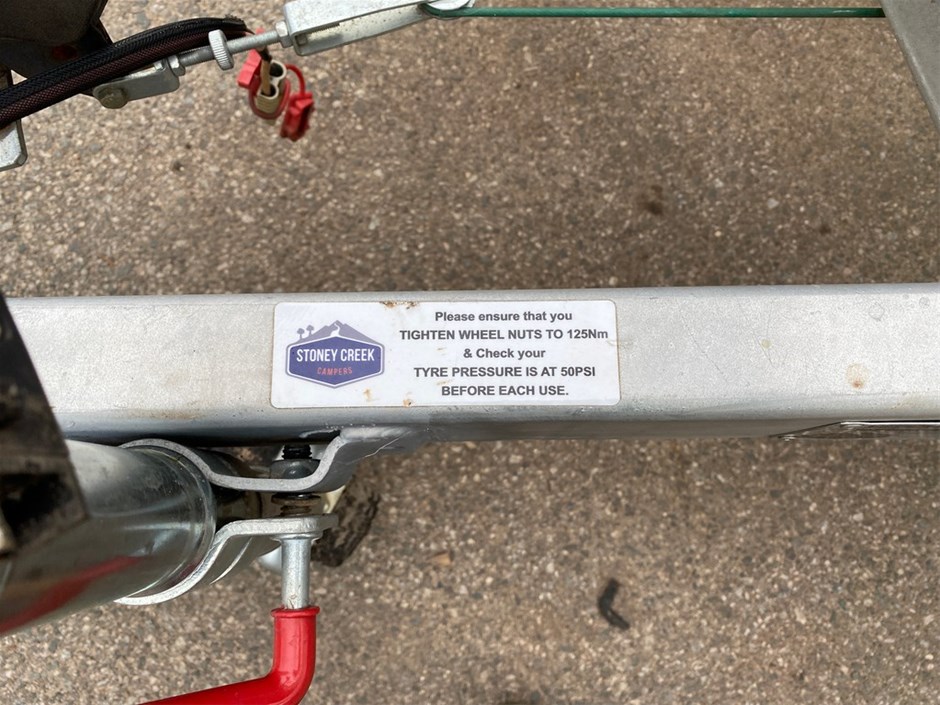 STONEY CREEK
CAMPERS
Please ensure that you
TIGHTEN WHEEL NUTS TO 125Nm
& Check your
TYRE PRESSURE IS AT 50PSI
BEFORE EACH USE.